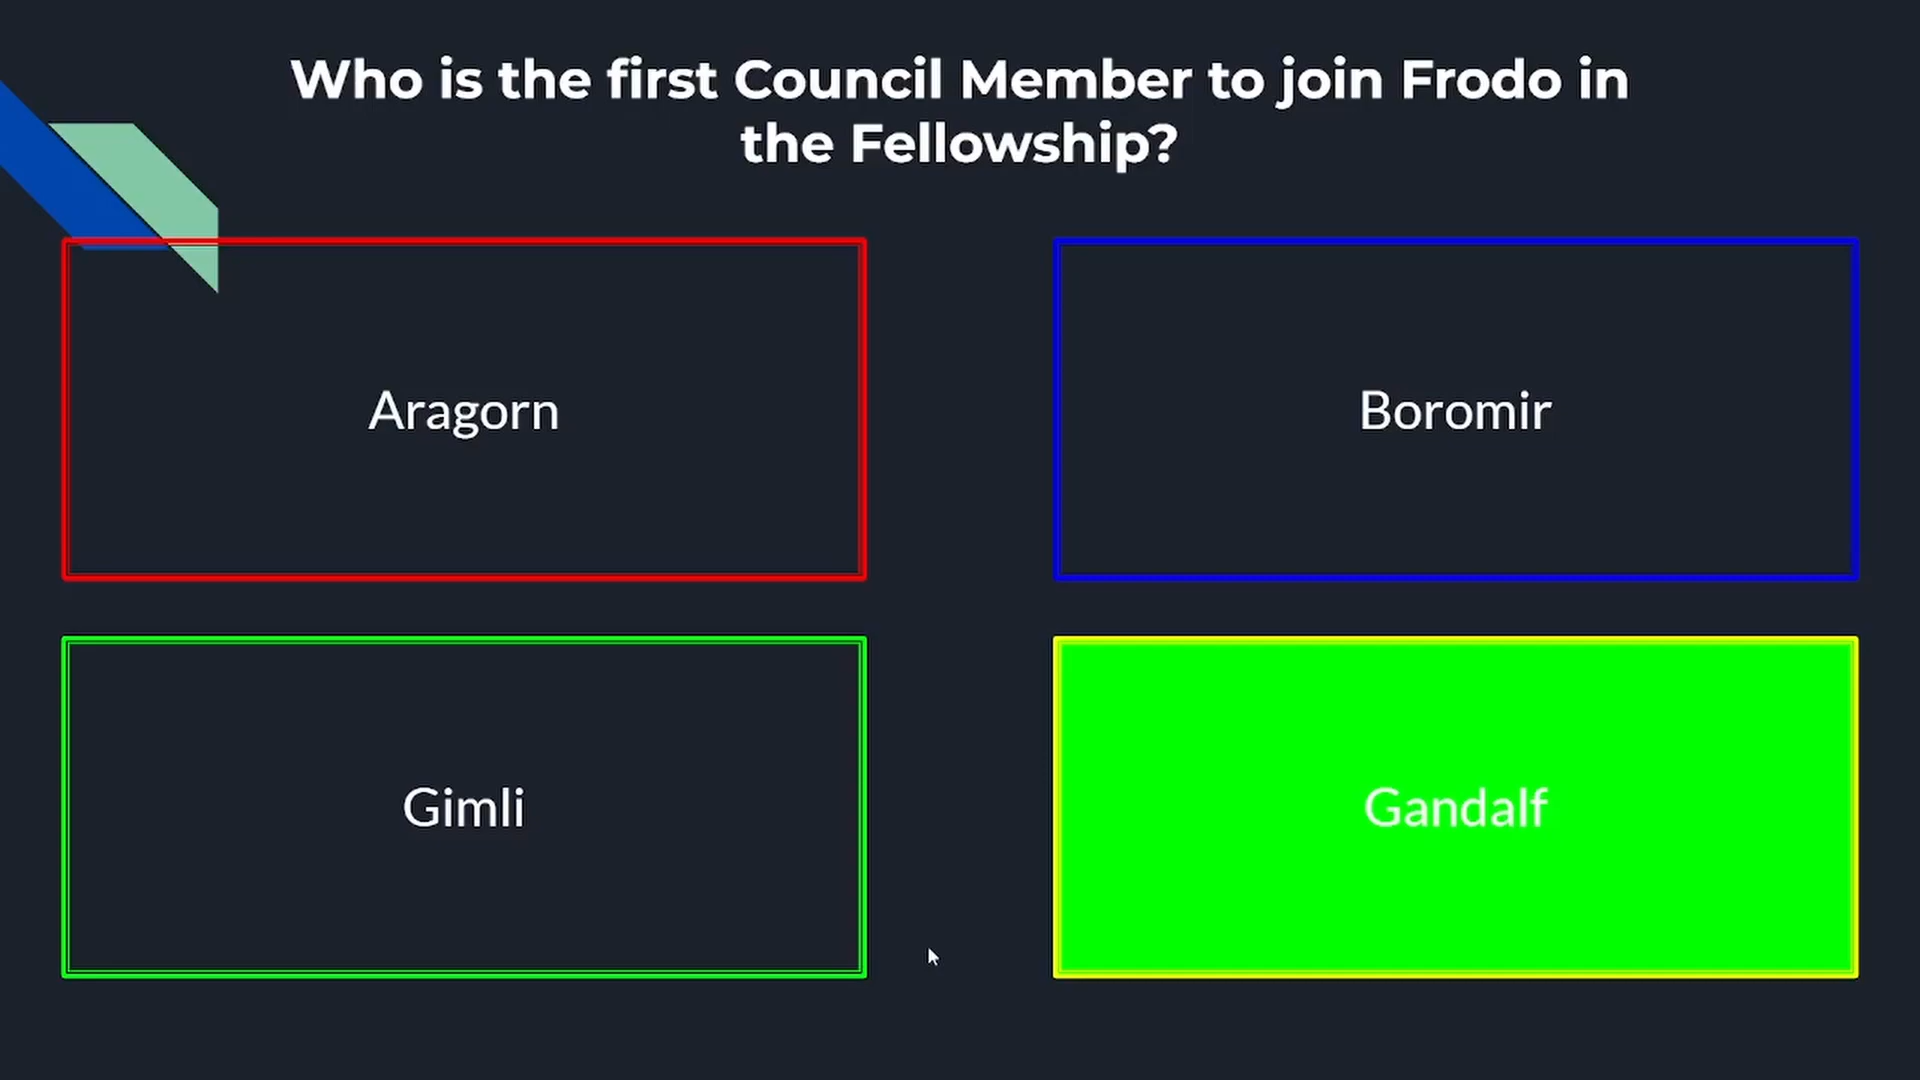 Who is the first Council Member to join Frodo in
the Fellowship?
Aragorn
Boromir
Gimli
Gandalf